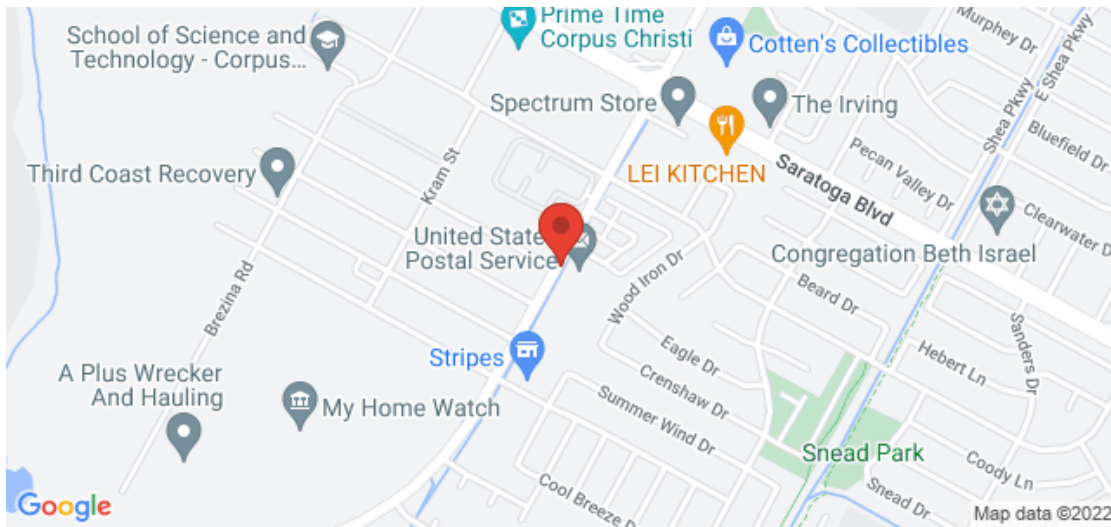 School of Science and
Technology - Corpus...
Prime Time
Corpus Christi
Cotten's Collectibles
Murphey Dr
E Shea Pkwy
Shea Pkwy
Bluefield Dr
Spectrum Store
The Irving
Third Coast Recovery
Kram St
LEI KITCHEN
Saratoga Blvd
Pecan Valley Dr
Clearwater D
United State
Postal Service
Congregation Beth Israel
Wood Iron Dr
Beard Dr
Brezina Rd
Stripes
Eagle Dr
Crenshaw Dr
Hebert Ln
Sanders Dr
A Plus Wrecker
And Hauling
My Home Watch
Summer Wind Dr
Snead Park
Coody Ln
Cool Breeze D
Snead Dr
Google
Map data ©2022